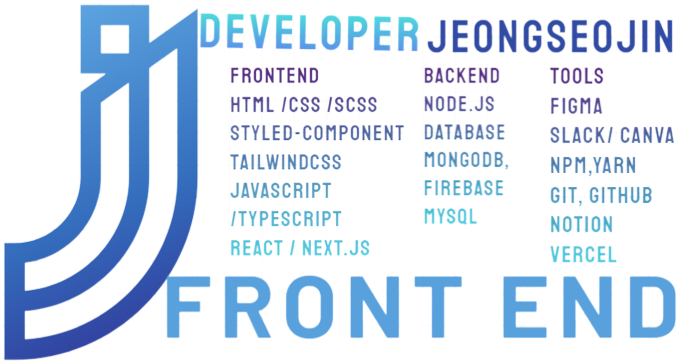 DEVELOPER JEONGSEOJIN
FRONTEND
HTML /CSS /SCSS
STYLED-COMPONENT
TAILWINDCSS
JAVASCRIPT
/TYPESCRIPT
REACT / NEXT.JS
BACKEND
NODE.JS
DATABASE
MONGODB,
FIREBASE
MYSQL
TOOLS
FIGMA
SLACK/ CANVA
NPM,YARN
GIT, GITHUB
NOTION
VERCEL
FRONT END